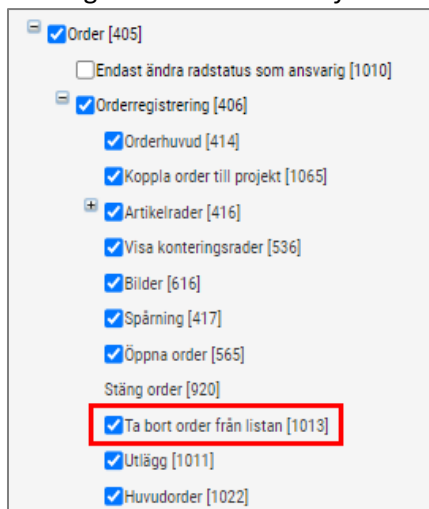 Order [405]
Endast ändra radstatus som ansvarig [1010]
Orderregistrering [406]
Orderhuvud [414]
Koppla order till projekt [1065]
Artikelrader [416]
Visa konteringsrader [536]
Bilder [616]
Spårning [417]
Öppna order [565]
Stäng order [920]
Ta bort order från listan [1013]
Utlägg [1011]
Huvudorder [1022]